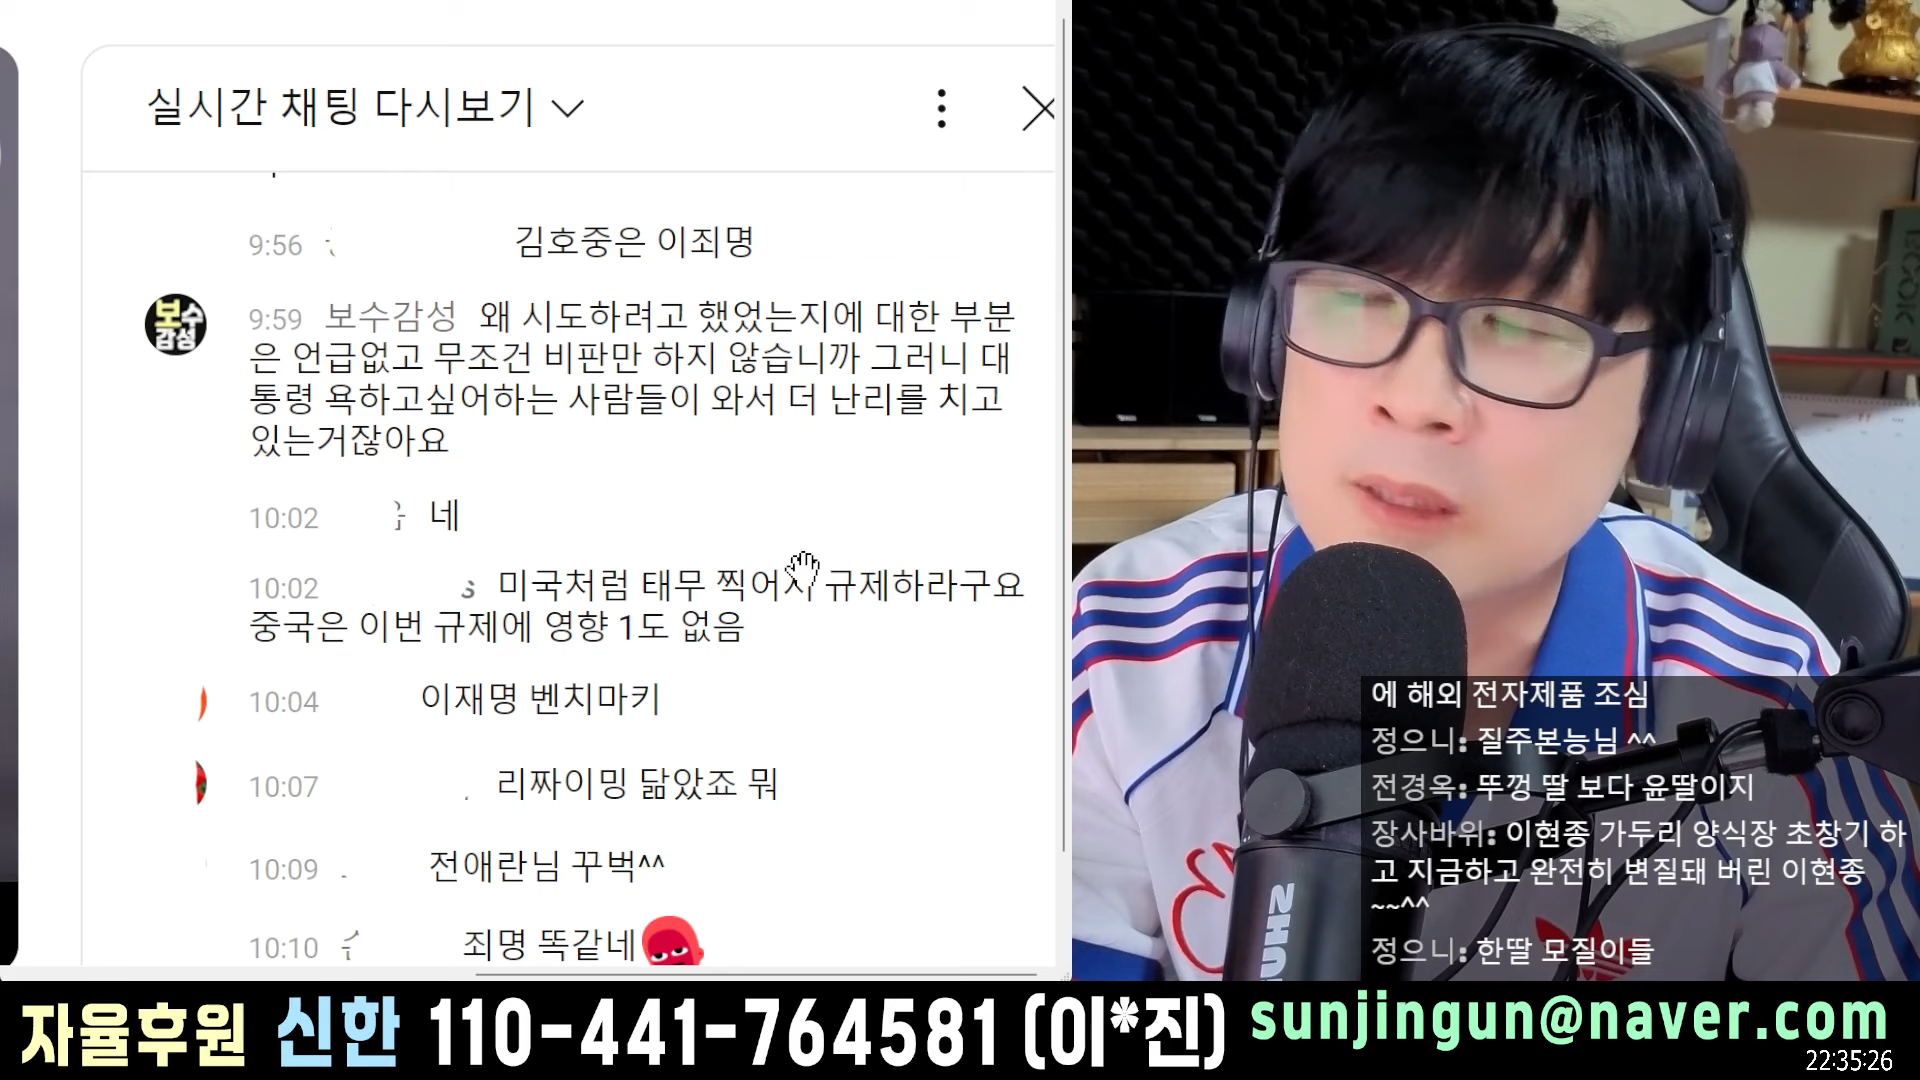 실시간 채팅 다시보기
9:56 김호중은 이죄명
보수감성
9:59 보수감성 왜 시도하려고 했었는지에 대한 부분
은 언급없고 무조건 비판만 하지 않습니까 그러니 대
통령 욕하고싶어하는 사람들이 와서 더 난리를 치고
있는거잖아요
10:02 네
10:02 미국처럼 태무 찍어서 규제하라구요
중국은 이번 규제에 영향 1도 없음
10:04 이재명 벤치마키
10:07 리짜이밍 닮았죠 뭐
10:09 전애란님 꾸벅^^
10:10 죄명 똑같네
에 해외 전자제품 조심
정으니: 질주본능님 ^^
전경옥: 뚜껑 딸 보다 윤딸이지
장사바위: 이현종 가두리 양식장 초창기 하
고 지금하고 완전히 변질돼 버린 이현종
~~^^
정으니: 한딸 모질이들
자율후원 신한 110-441-764581 (이*진) sunjingun@naver.com
22:35:26